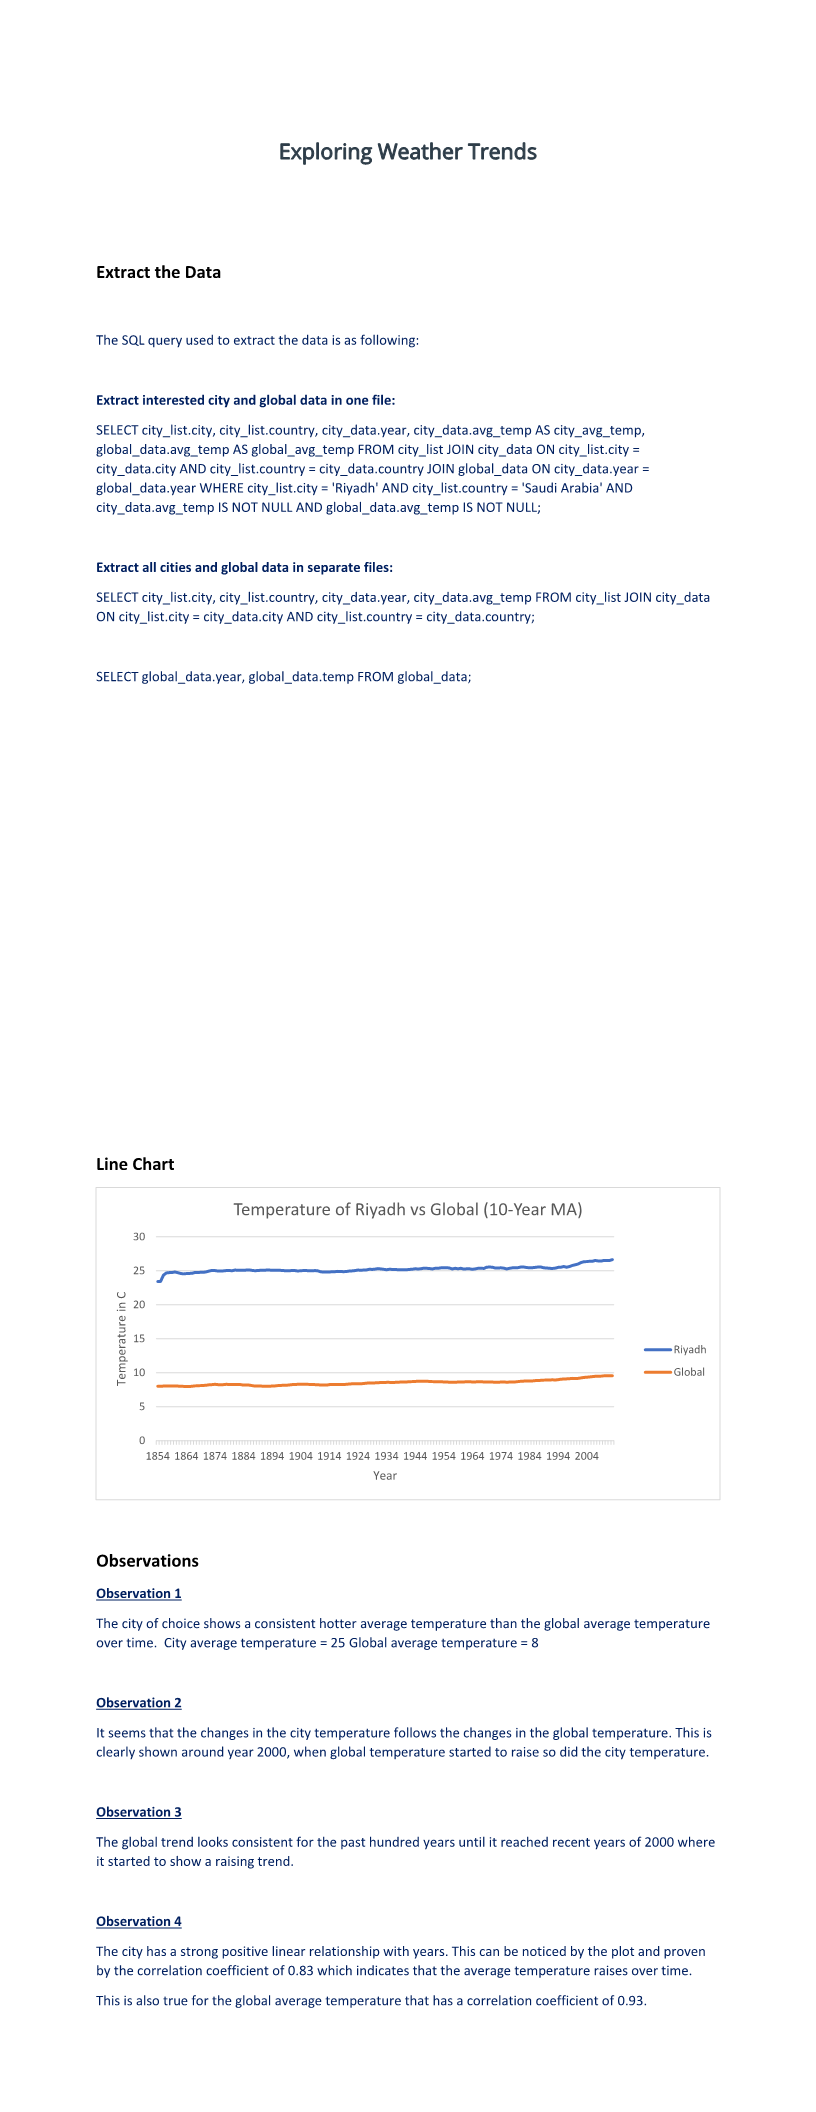 Exploring Weather Trends
Extract the Data
The SQL query used to extract the data is as following:
Extract interested city and global data in one file:
SELECT city_list.city, city_list.country, city_data.year, city_data.avg_temp AS city_avg_temp,
global_data.avg_temp AS global_avg_temp FROM city_list JOIN city_data ON city_list.city =
city_data.city AND city_list.country = city_data.country JOIN global_data ON city_data.year =
global_data.year WHERE city_list.city = 'Riyadh' AND city_list.country = 'Saudi Arabia' AND
city_data.avg_temp IS NOT NULL AND global_data.avg_temp IS NOT NULL;
Extract all cities and global data in separate files:
SELECT city_list.city, city_list.country, city_data.year, city_data.avg_temp FROM city_list JOIN city_data
ON city_list.city = city_data.city AND city_list.country = city_data.country;
SELECT global_data.year, global_data.temp FROM global_data;
Line Chart
Temperature of Riyadh vs Global (10-Year MA)
30
25
20
15
10
5
0
Temperature in C
1854 1864 1874 1884 1894 1904 1914 1924 1934 1944 1954 1964 1974 1984 1994 2004
Year
Riyadh
Global
Observations
Observation 1
The city of choice shows a consistent hotter average temperature than the global average temperature
over time.  City average temperature = 25 Global average temperature = 8
Observation 2
It seems that the changes in the city temperature follows the changes in the global temperature. This is
clearly shown around year 2000, when global temperature started to raise so did the city temperature.
Observation 3
The global trend looks consistent for the past hundred years until it reached recent years of 2000 where
it started to show a raising trend.
Observation 4
The city has a strong positive linear relationship with years. This can be noticed by the plot and proven
by the correlation coefficient of 0.83 which indicates that the average temperature raises over time.
This is also true for the global average temperature that has a correlation coefficient of 0.93.